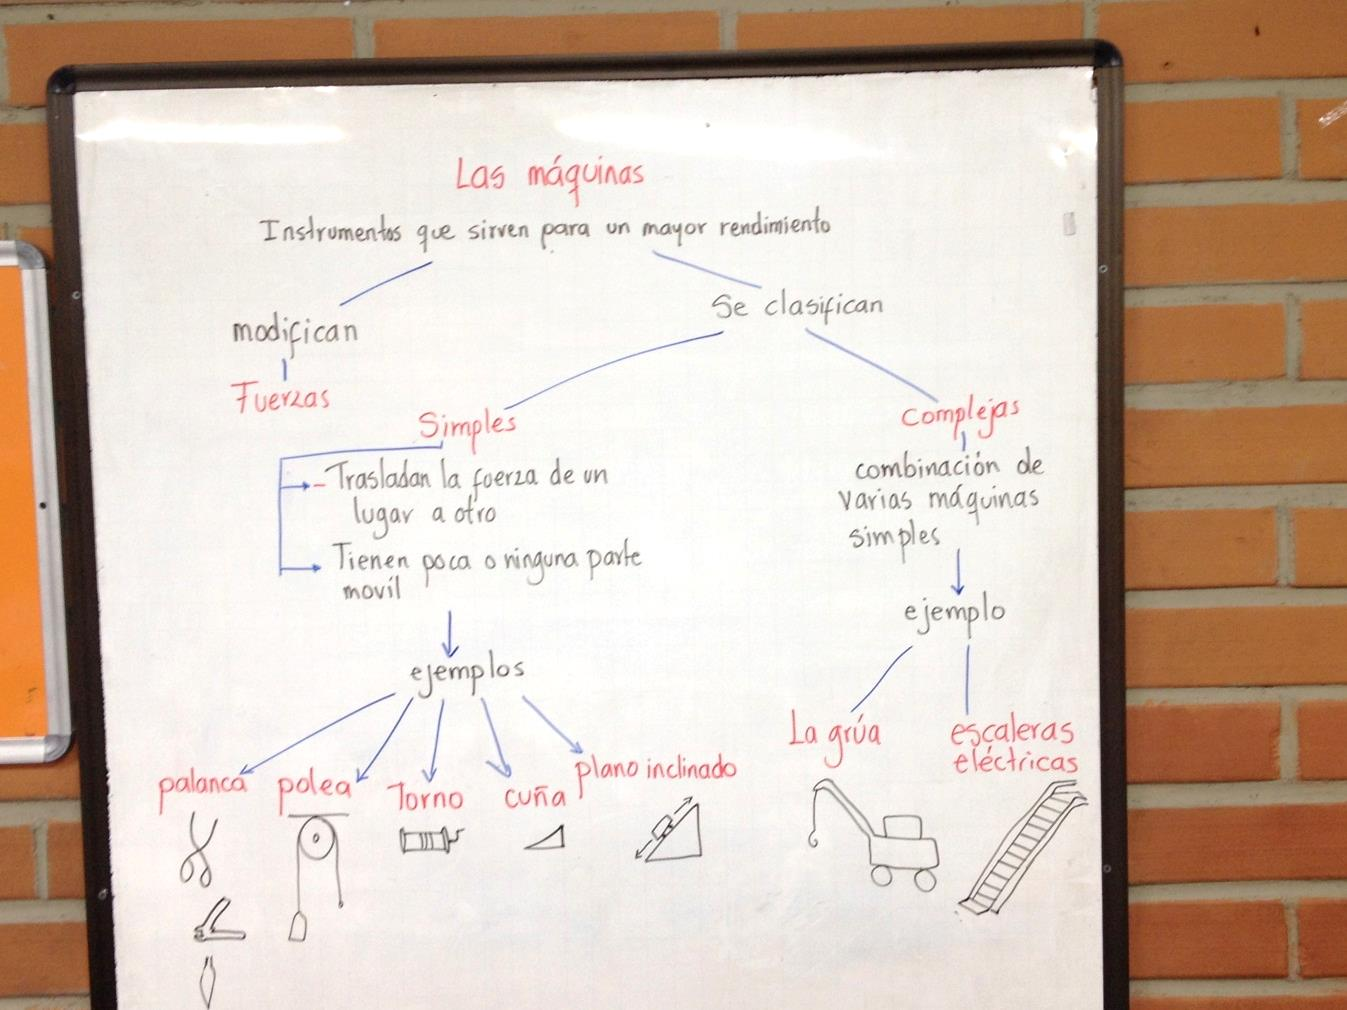 Las máquinas
Instrumentos que sirven para un mayor rendimiento
modifican
Fuerzas
Se clasifican
Simples
- Trasladan la fuerza de un
lugar a otro
Tienen poca o ninguna parte
movíl
ejemplos
palanca
polea
Torno
cuña
plano inclinado
Complejas
combinación de
varias máquinas
simples
ejemplo
La grúa
escaleras
eléctricas